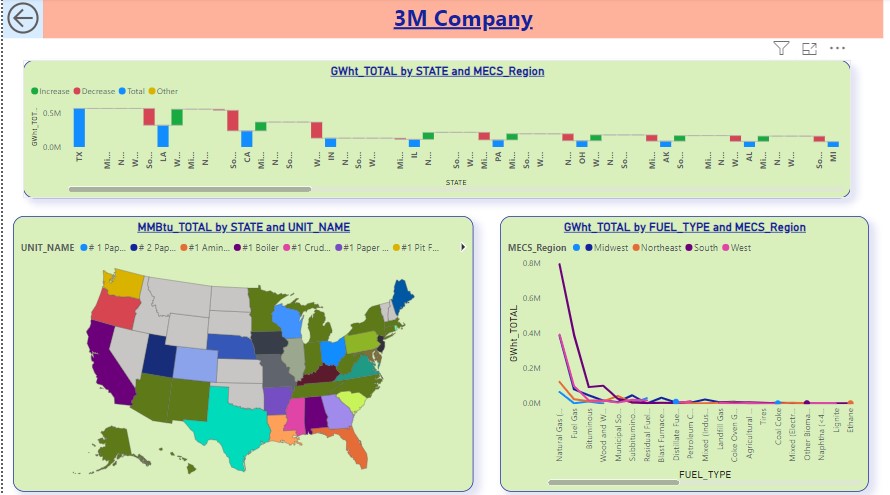 3M Company
GWht_TOTAL by STATE and MECS_Region
Increase Decrease Total Other
GWHt_TOT...
0.5M
0.0M
TX Mi... N... W... So... LA W... Mi... N... So... CA Mi... N... So... W... IN N... So... W... Mi... IL N... So... W... Mi... PA Mi... So... W... N... OH N... So... W... Mi... AK So... Mi... N... W... AL Mi... N... W... So... MI
STATE
MMBtu_TOTAL by STATE and UNIT_NAME
UNIT_NAME # 1 Pap... # 2 Pap... #1 Amin... #1 Boiler #1 Crud... #1 Paper ... #1 Pit F...
GWht_TOTAL by FUEL_TYPE and MECS_Region
MECS_Region Midwest Northeast South West
GWht_TOTAL
0.8M
0.6M
0.4M
0.2M
0.0M
Natural Gas (... Fuel Gas Bituminous Wood and W... Municipal So... Subbitumino... Residual Fuel... Blast Furnace... Distillate Fue... Petroleum C... Mixed (Indus... Landfill Gas Coke Oven G... Agricultural ... Tires Coal Coke Mixed (Electr... Other Bioma... Naphtha (<4... Lignite Ethane
FUEL_TYPE